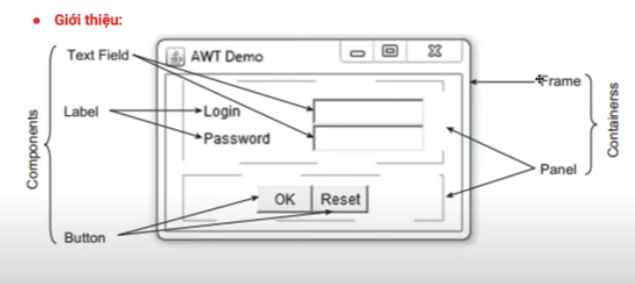 Giới thiệu:
Text Field
AWT Demo
Frame
Label
Login
Password
Components
Containerss
Panel
OK
Reset
Button